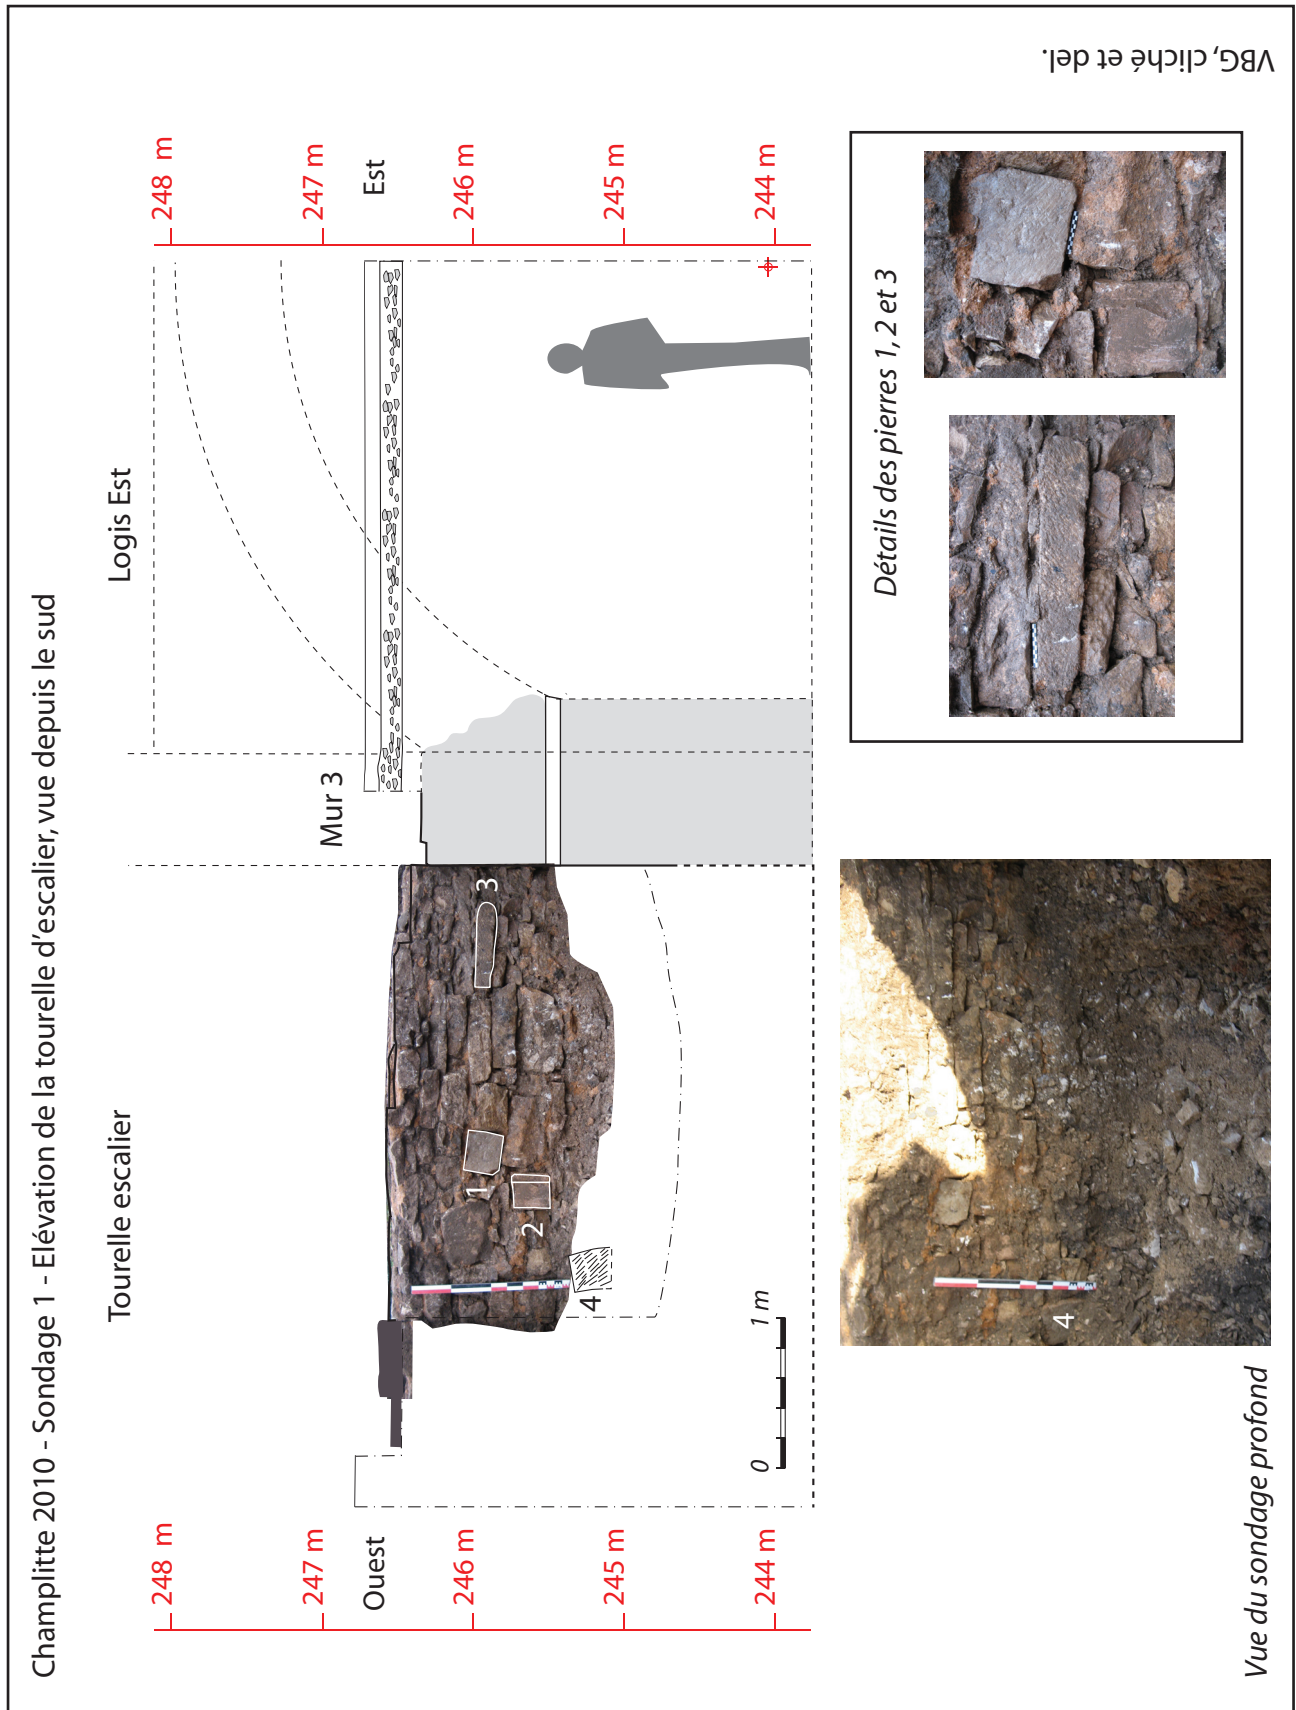 Champlitte 2010 - Sondage 1 - Elévation de la tourelle d'escalier, vue depuis le sud
Tourelle escalier
Logis Est
Mur 3
248 m
247 m
246 m
245 m
244 m
Ouest
248 m
247 m
246 m
245 m
244 m
Est
1
2
3
4
0
1 m
Vue du sondage profond
4
Détails des pierres 1, 2 et 3
VBG, cliché et del.